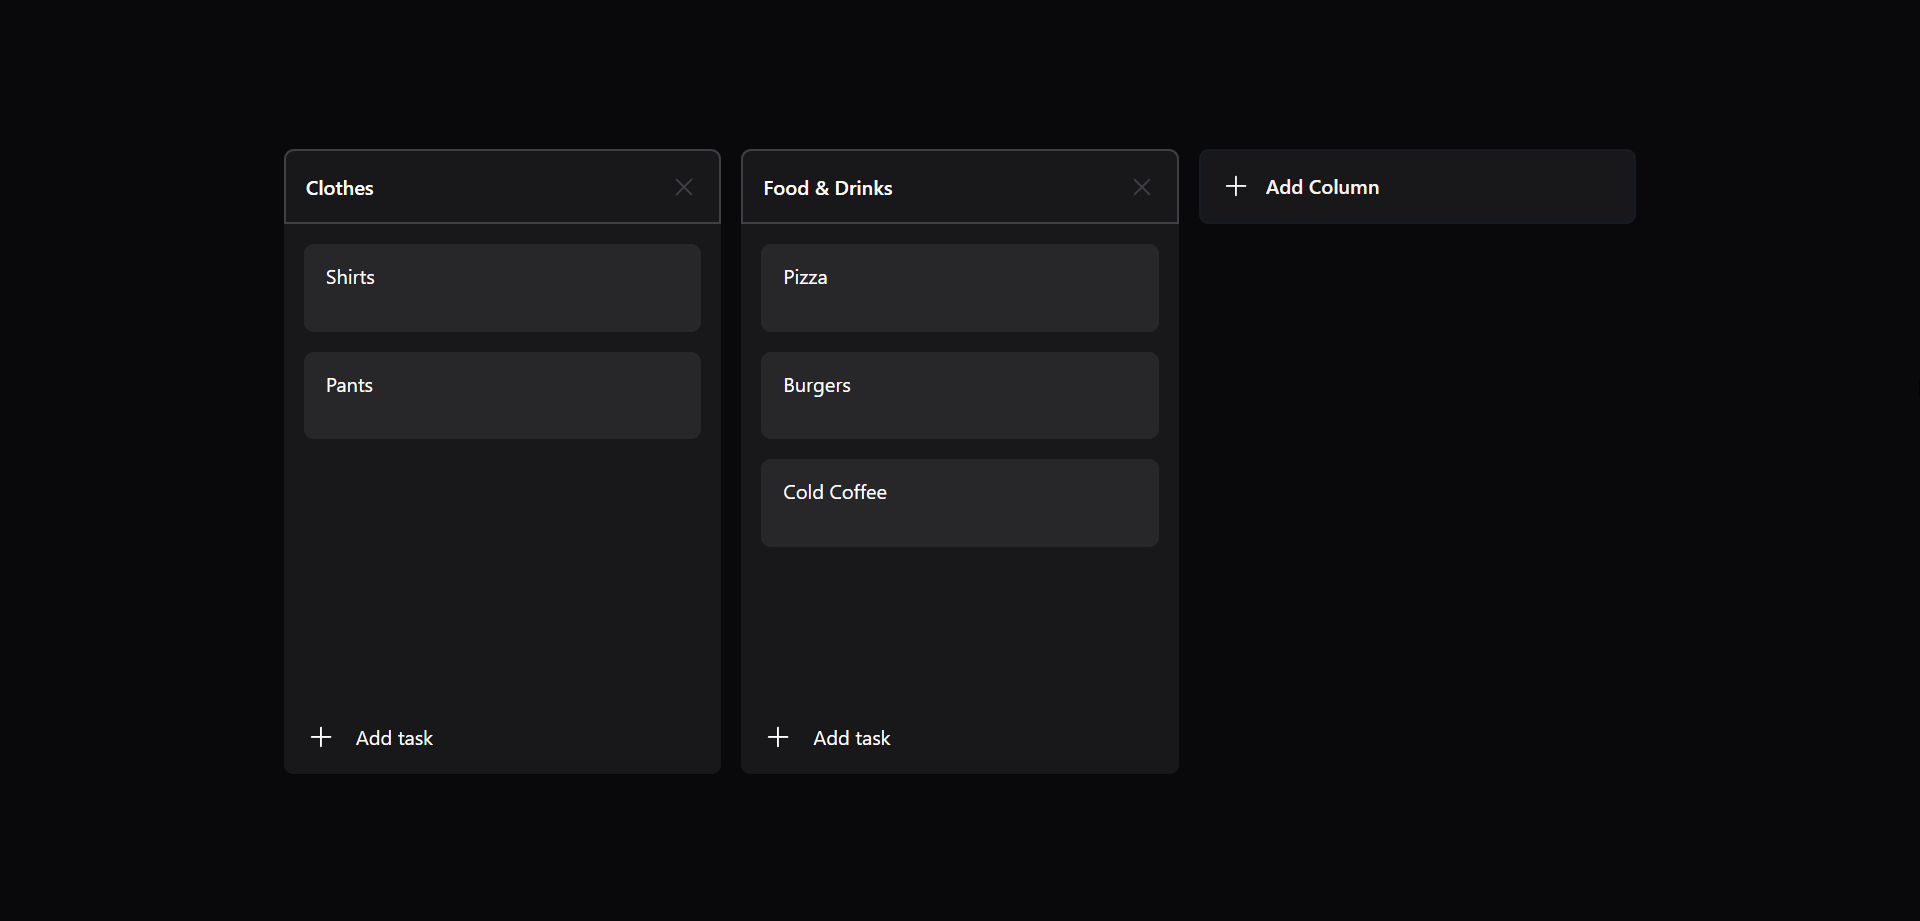 Clothes
Shirts
Pants
Add task
Food & Drinks
Pizza
Burgers
Cold Coffee
Add task
Add Column